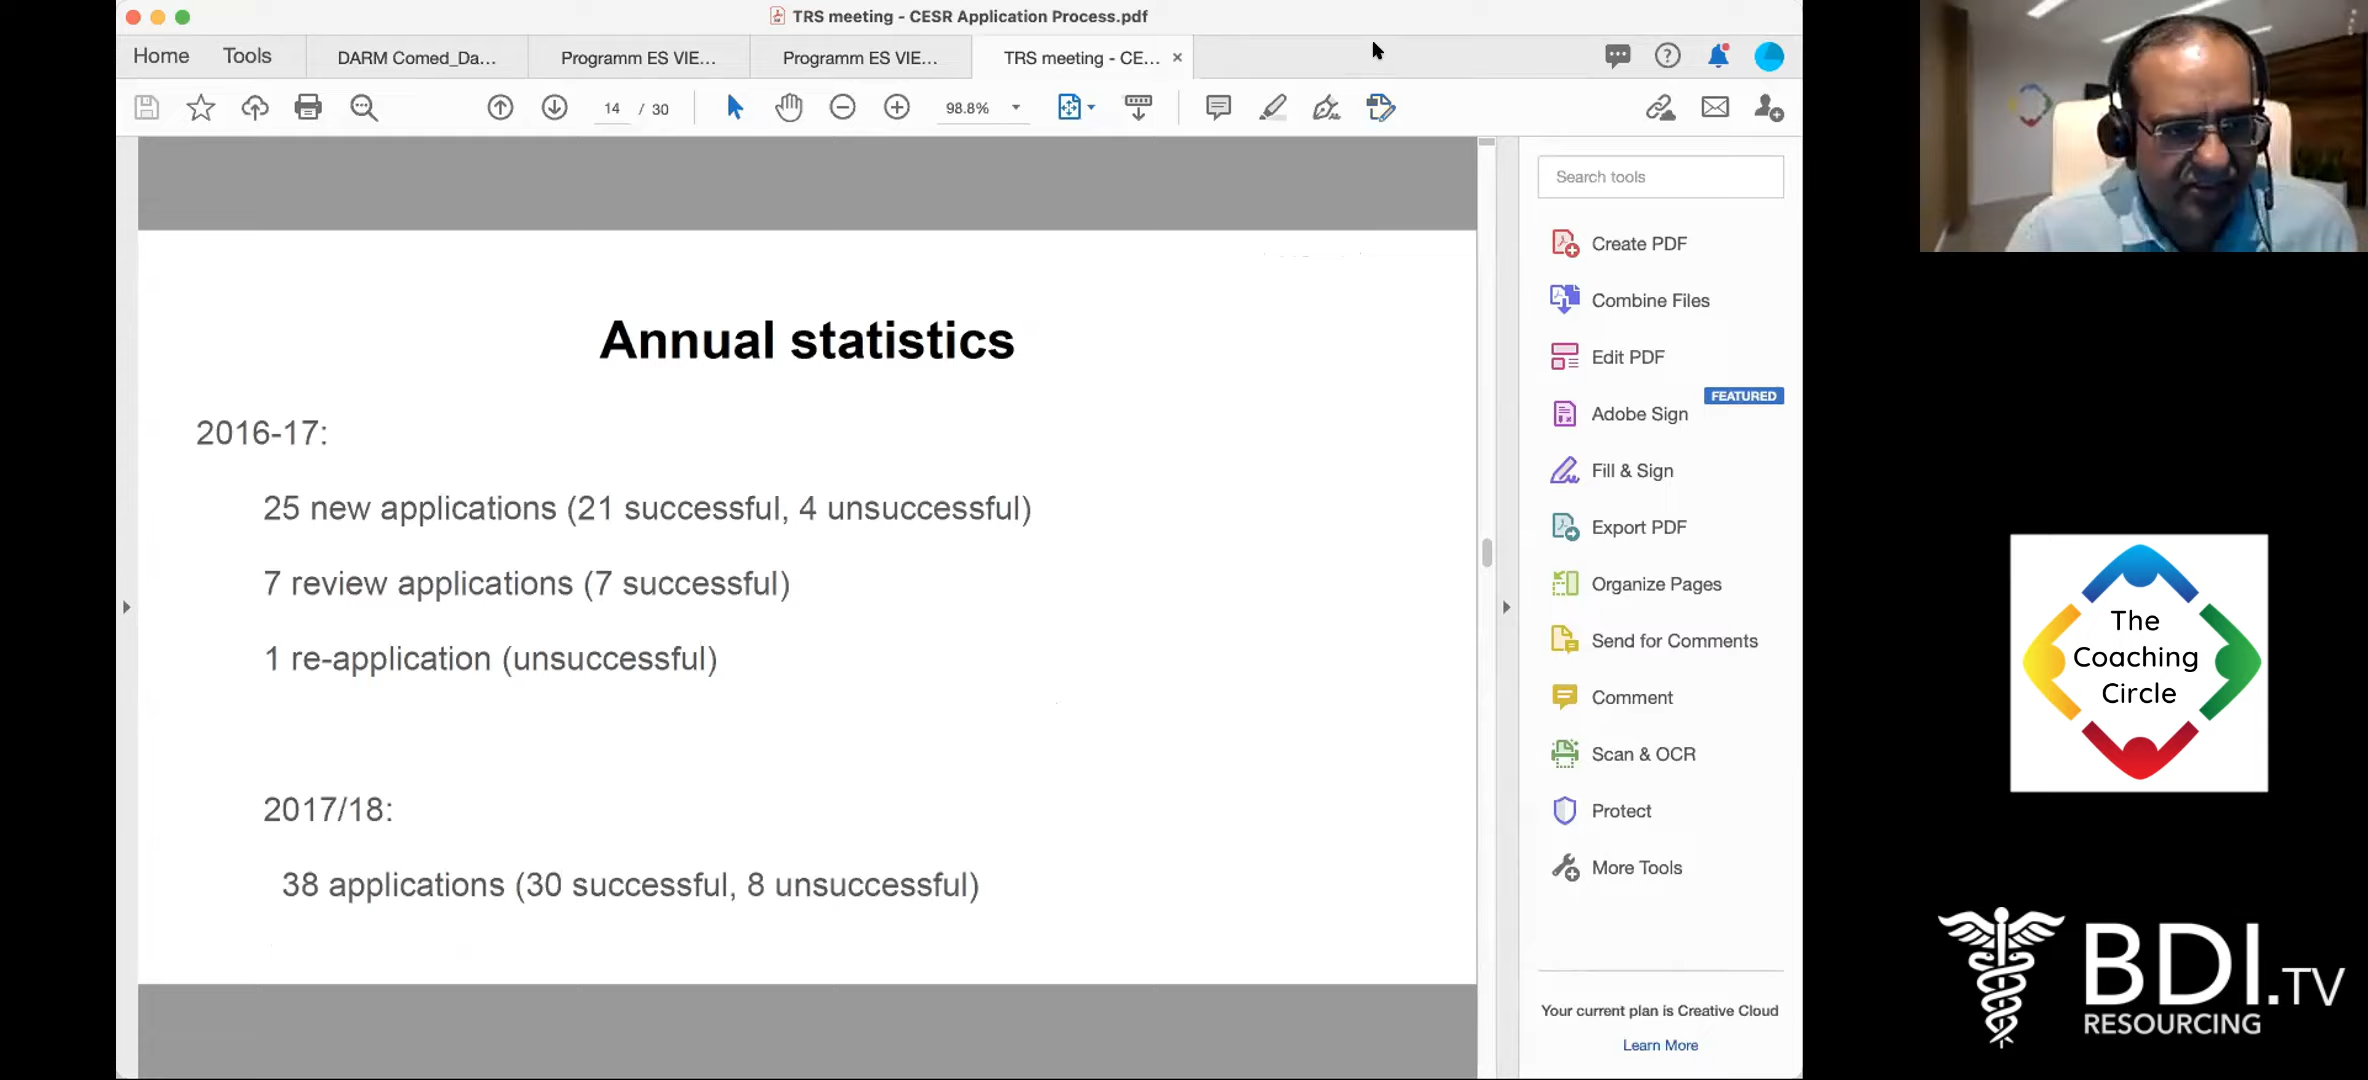 TRS meeting - CESR Application Process.pdf
Home
Tools
DARM Comed_Da...
Programm ES VIE...
Programm ES VIE...
TRS meeting - CE...
14 / 30
98.8%
Search tools
Annual statistics
2016-17:
25 new applications (21 successful, 4 unsuccessful)
7 review applications (7 successful)
1 re-application (unsuccessful)
2017/18:
38 applications (30 successful, 8 unsuccessful)
Create PDF
Combine Files
Edit PDF
FEATURED
Adobe Sign
Fill & Sign
Export PDF
Organize Pages
Send for Comments
Comment
Scan & OCR
Protect
More Tools
Your current plan is Creative Cloud
Learn More
The
Coaching
Circle
BDI.TV
RESOURCING